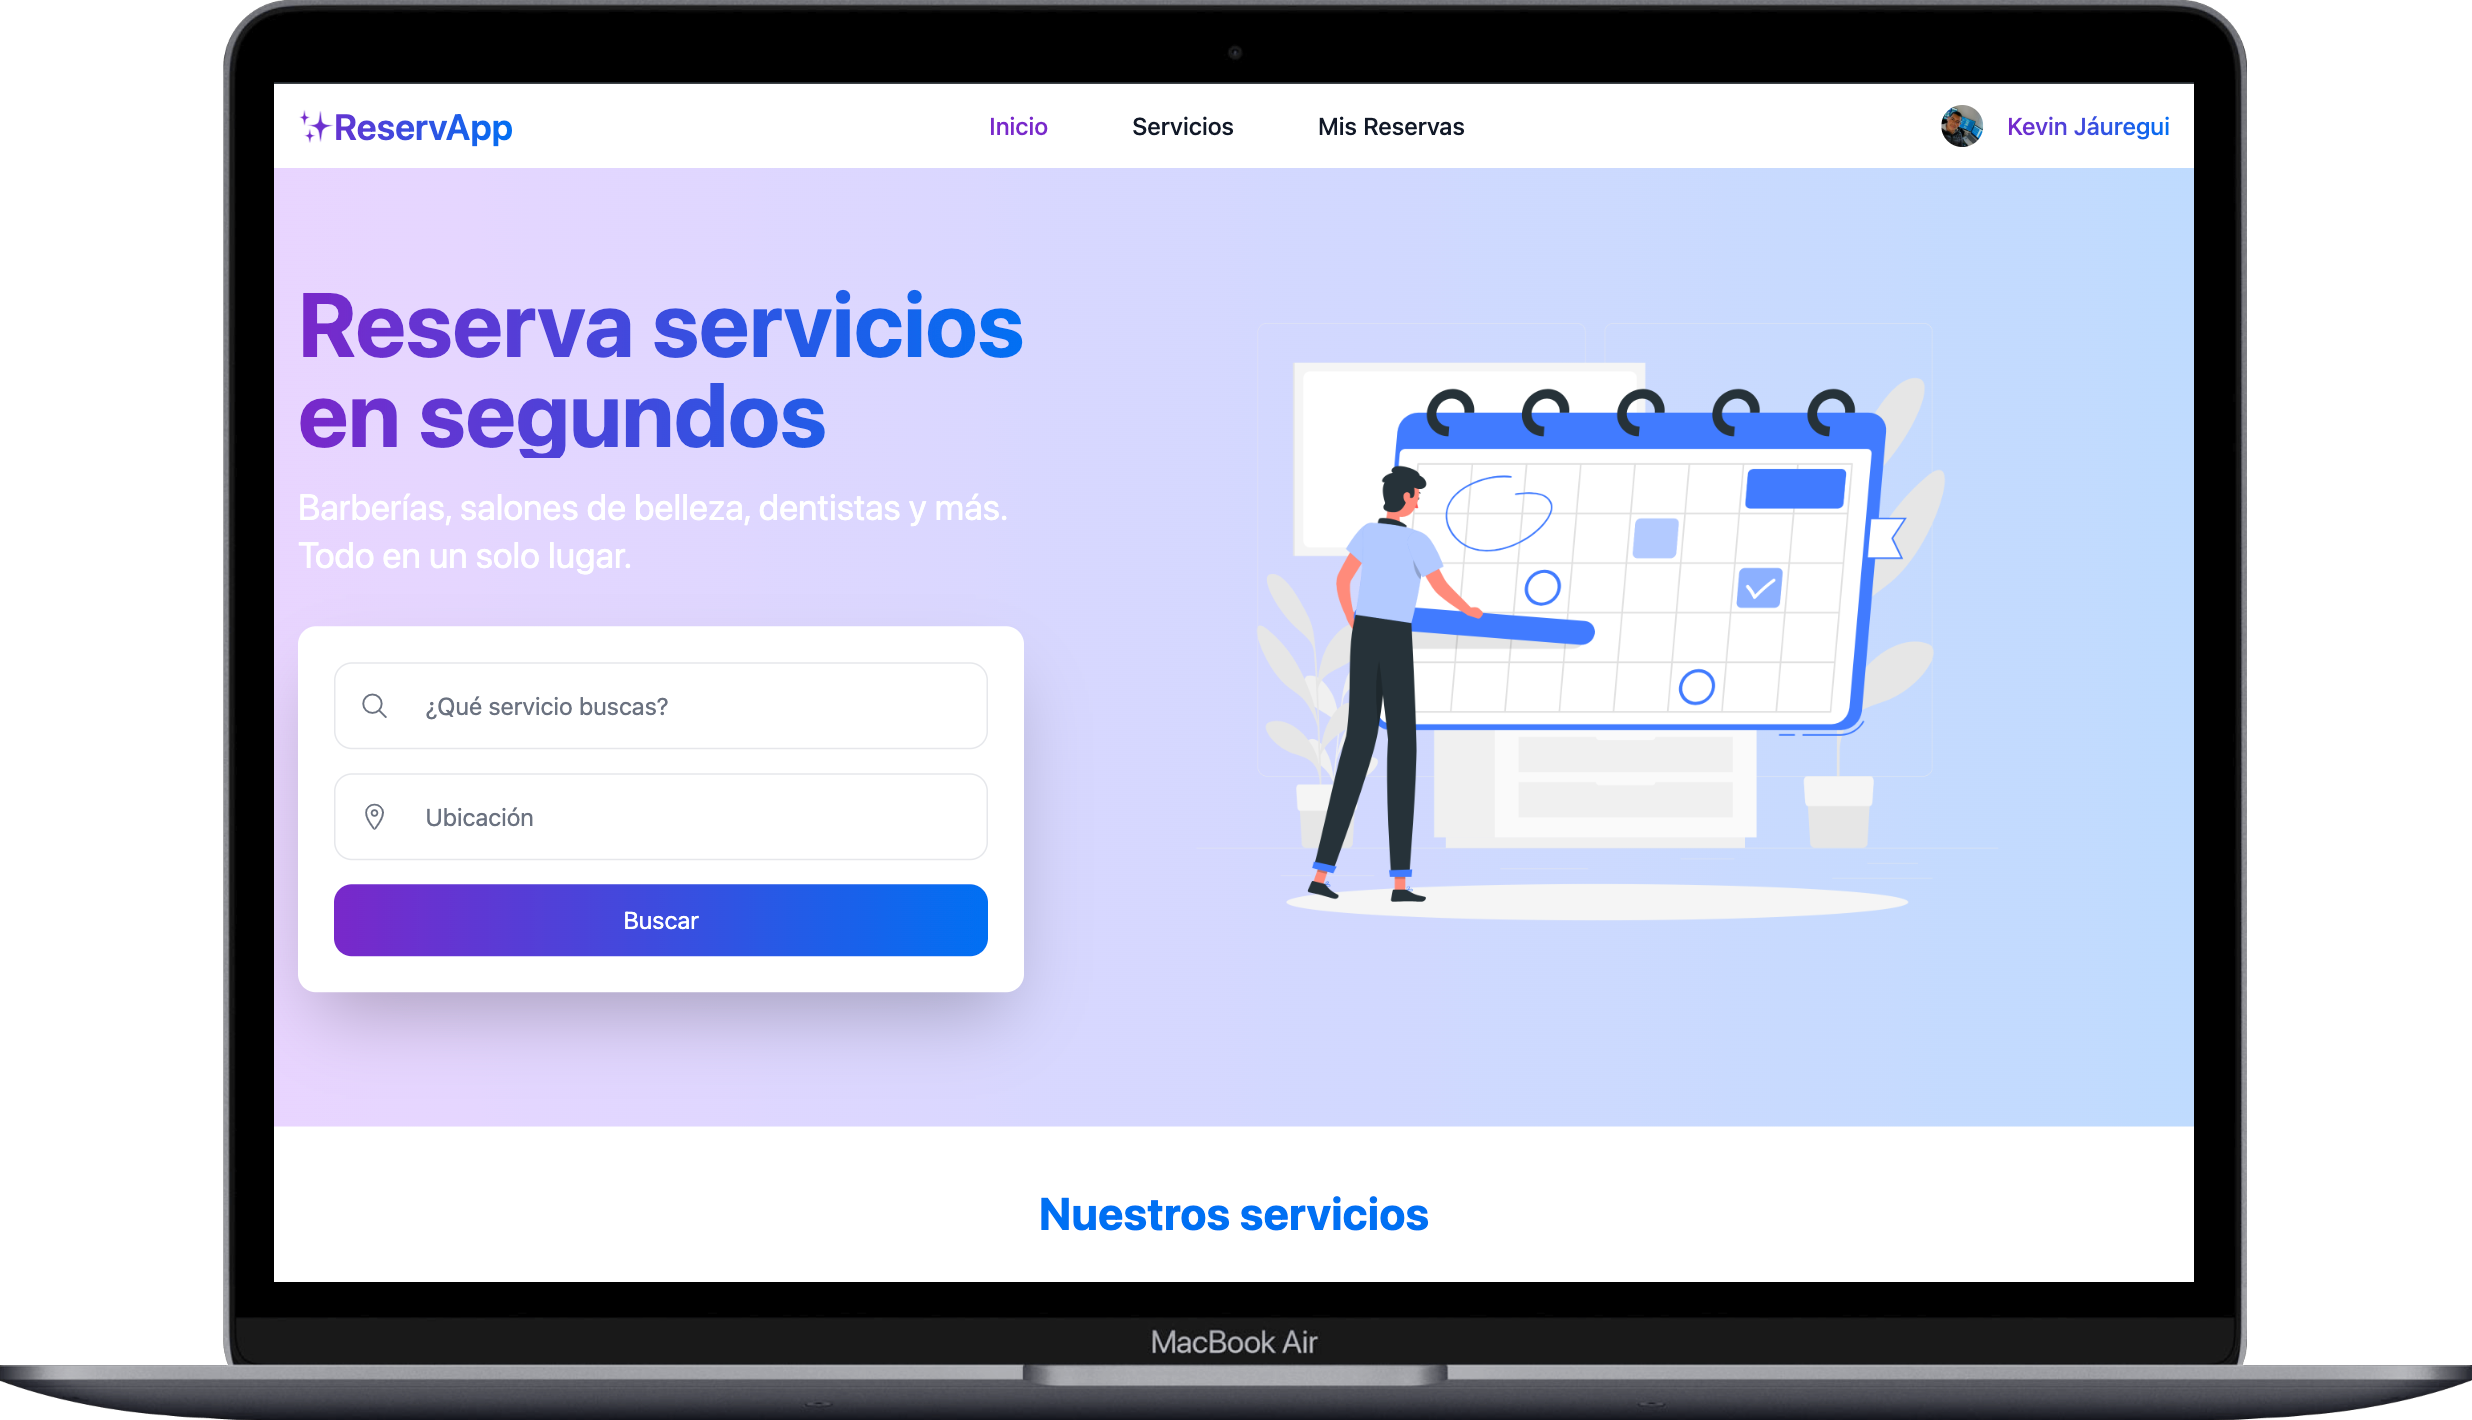 ReservApp
Inicio
Servicios
Mis Reservas
Kevin Jáuregui
Reserva servicios
en segundos
Barberías, salones de belleza, dentistas y más.
Todo en un solo lugar.
¿Qué servicio buscas?
Ubicación
Buscar
Nuestros servicios
MacBook Air